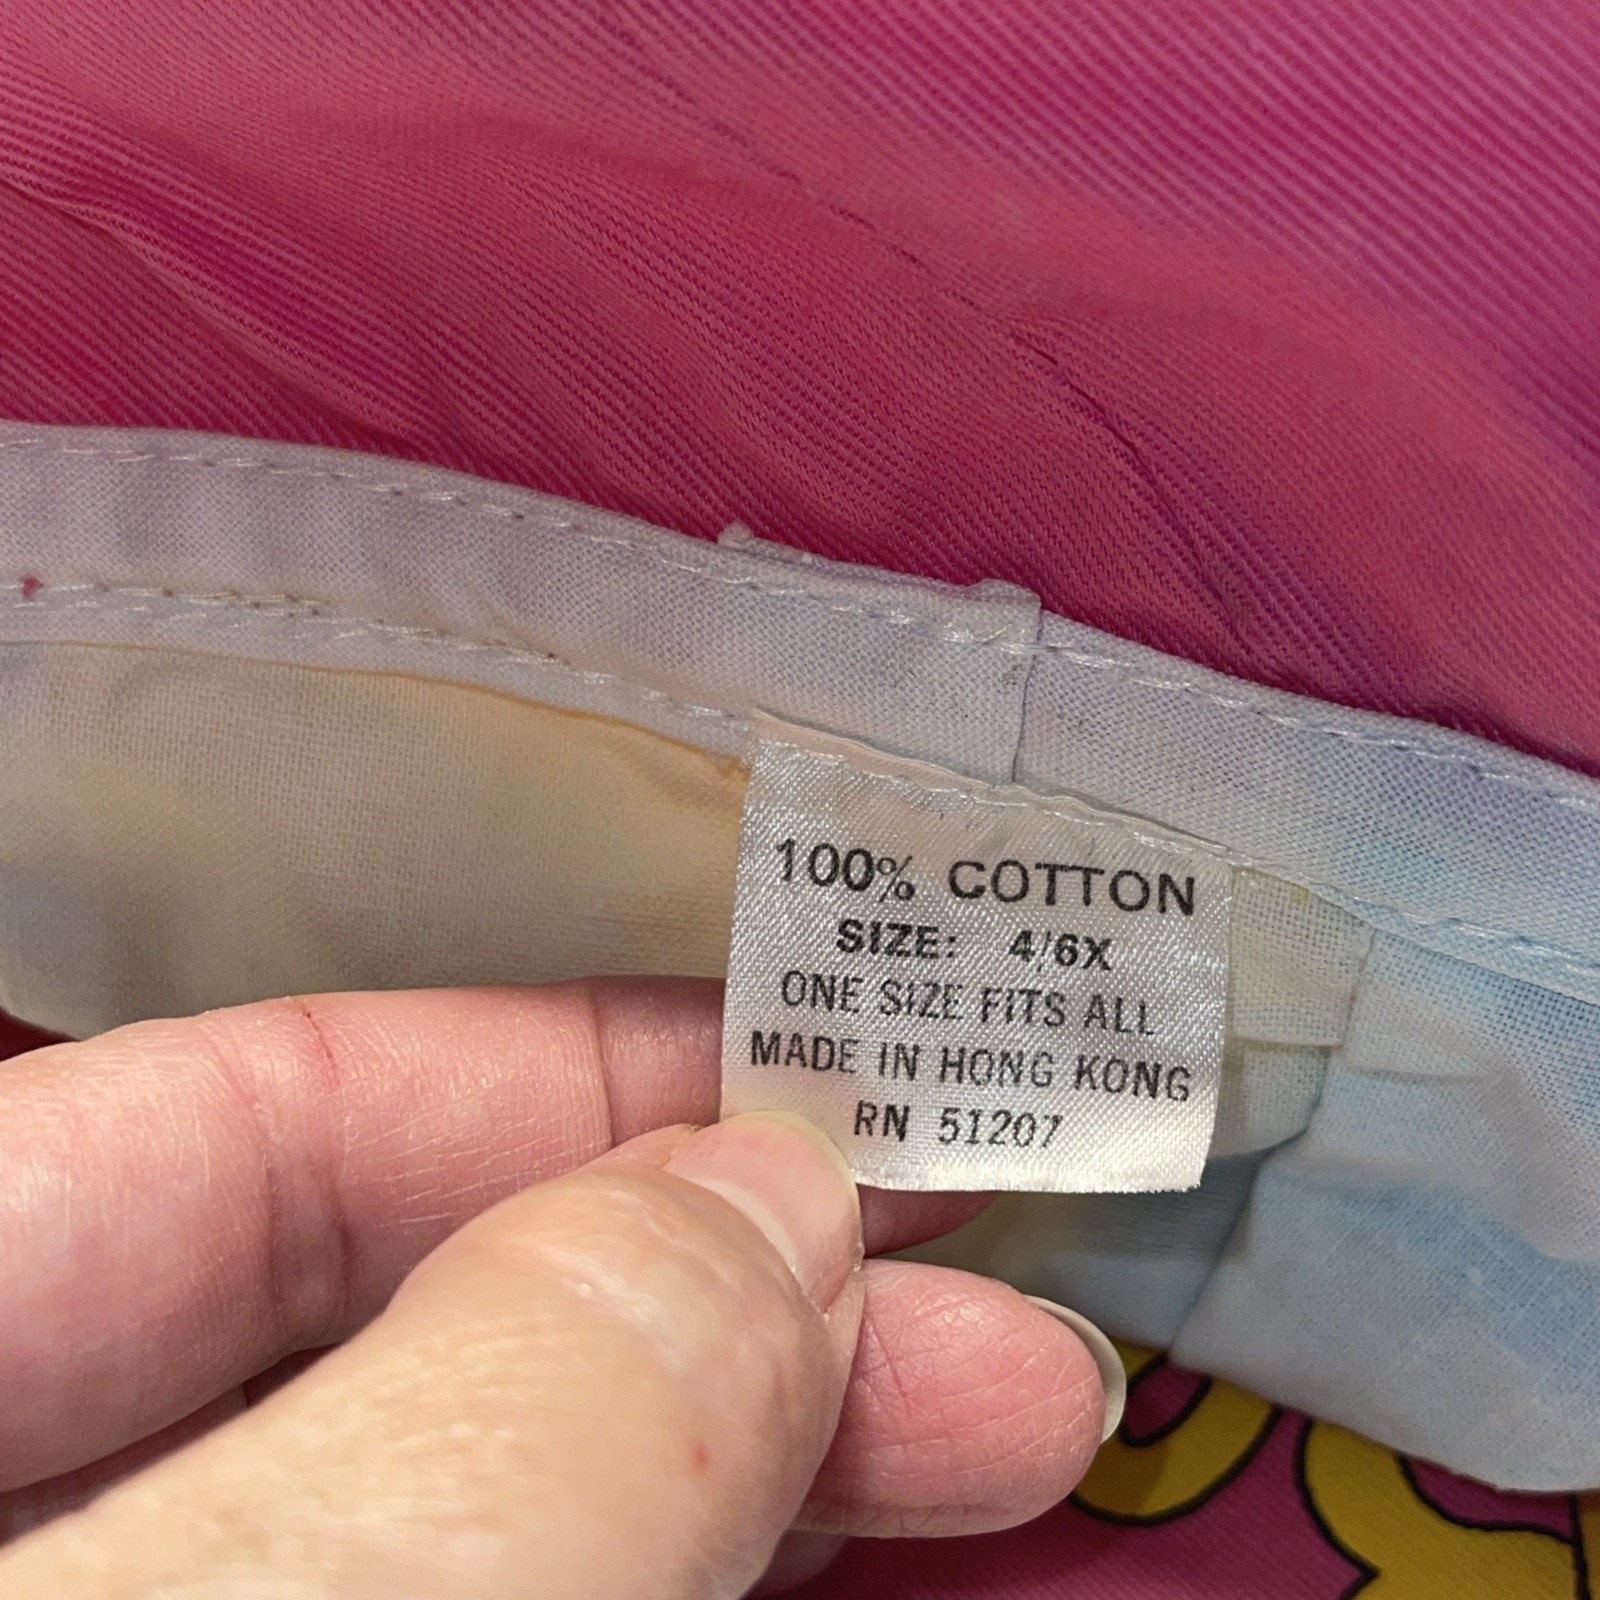 100% COTTON
SIZE: 4/6X
ONE SIZE FITS ALL
MADE IN HONG KONG
RN 51207